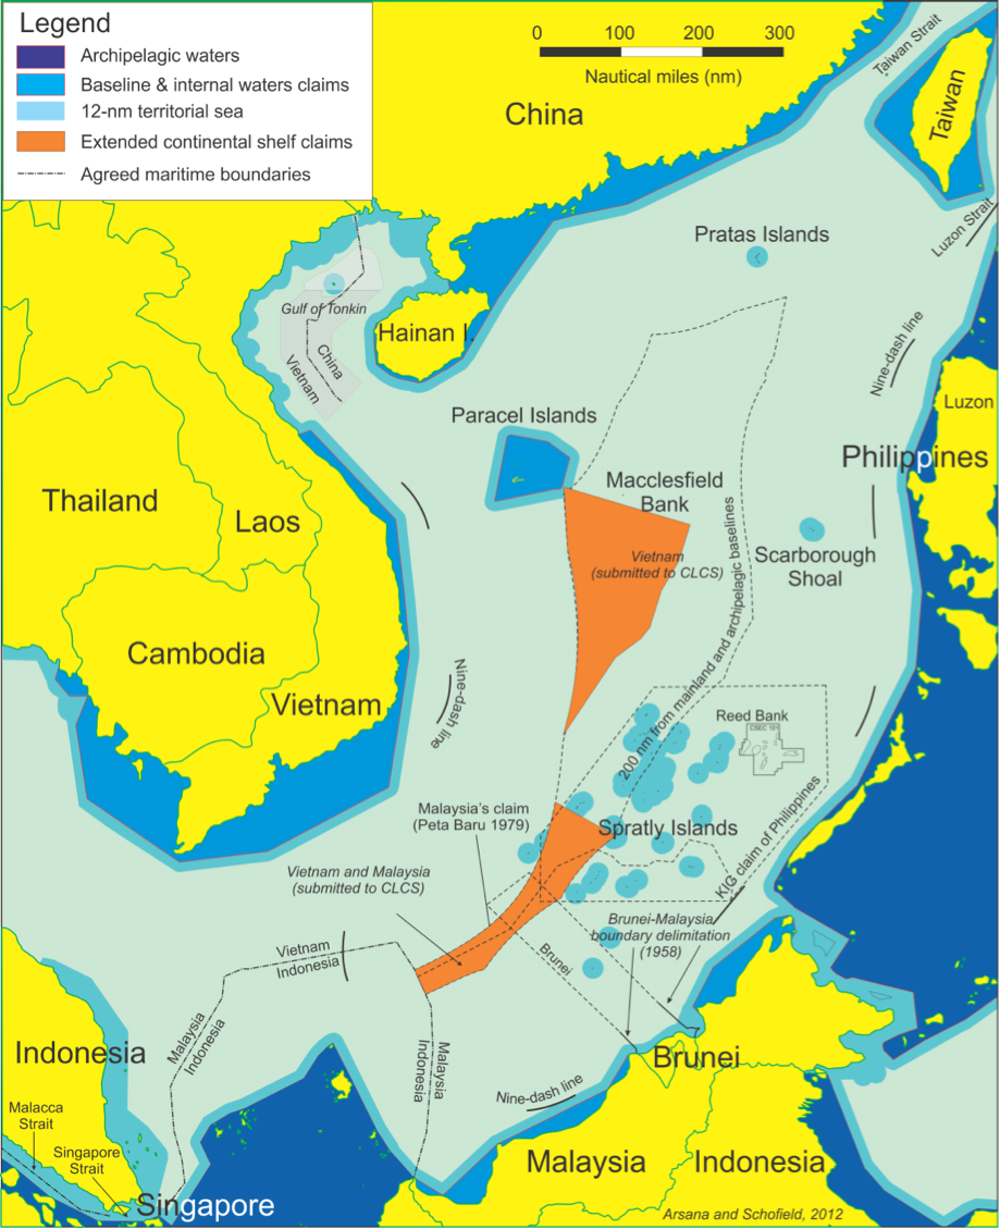 Legend
Archipelagic waters
Baseline & internal waters claims
12-nm territorial sea
Extended continental shelf claims
Agreed maritime boundaries
0 100 200 300
Nautical miles (nm)
China
Taiwan Strait
Taiwan
Luzon Strait
Pratas Islands
Gulf of Tonkin
Hainan I.
China
Vietnam
Nine-dash line
Luzon
Paracel Islands
Philippines
Macclesfield
Bank
Thailand
Laos
Vietnam
(submitted to CLCS)
Scarborough
Shoal
200 nm from mainland and archipelagic baselines
Cambodia
Vietnam
Nine-dash line
Reed Bank
GSEC 101
Malaysia's claim
(Peta Baru 1979)
Spratly Islands
KIG claim of Philippines
Vietnam and Malaysia
(submitted to CLCS)
Brunei-Malaysia
boundary delimitation
(1958)
Brunei
Vietnam
Indonesia
Malaysia
Indonesia
Indonesia
Malaysia
Indonesia
Brunei
Nine-dash line
Malacca
Strait
Singapore
Strait
Malaysia
Indonesia
Singapore
Arsana and Schofield, 2012